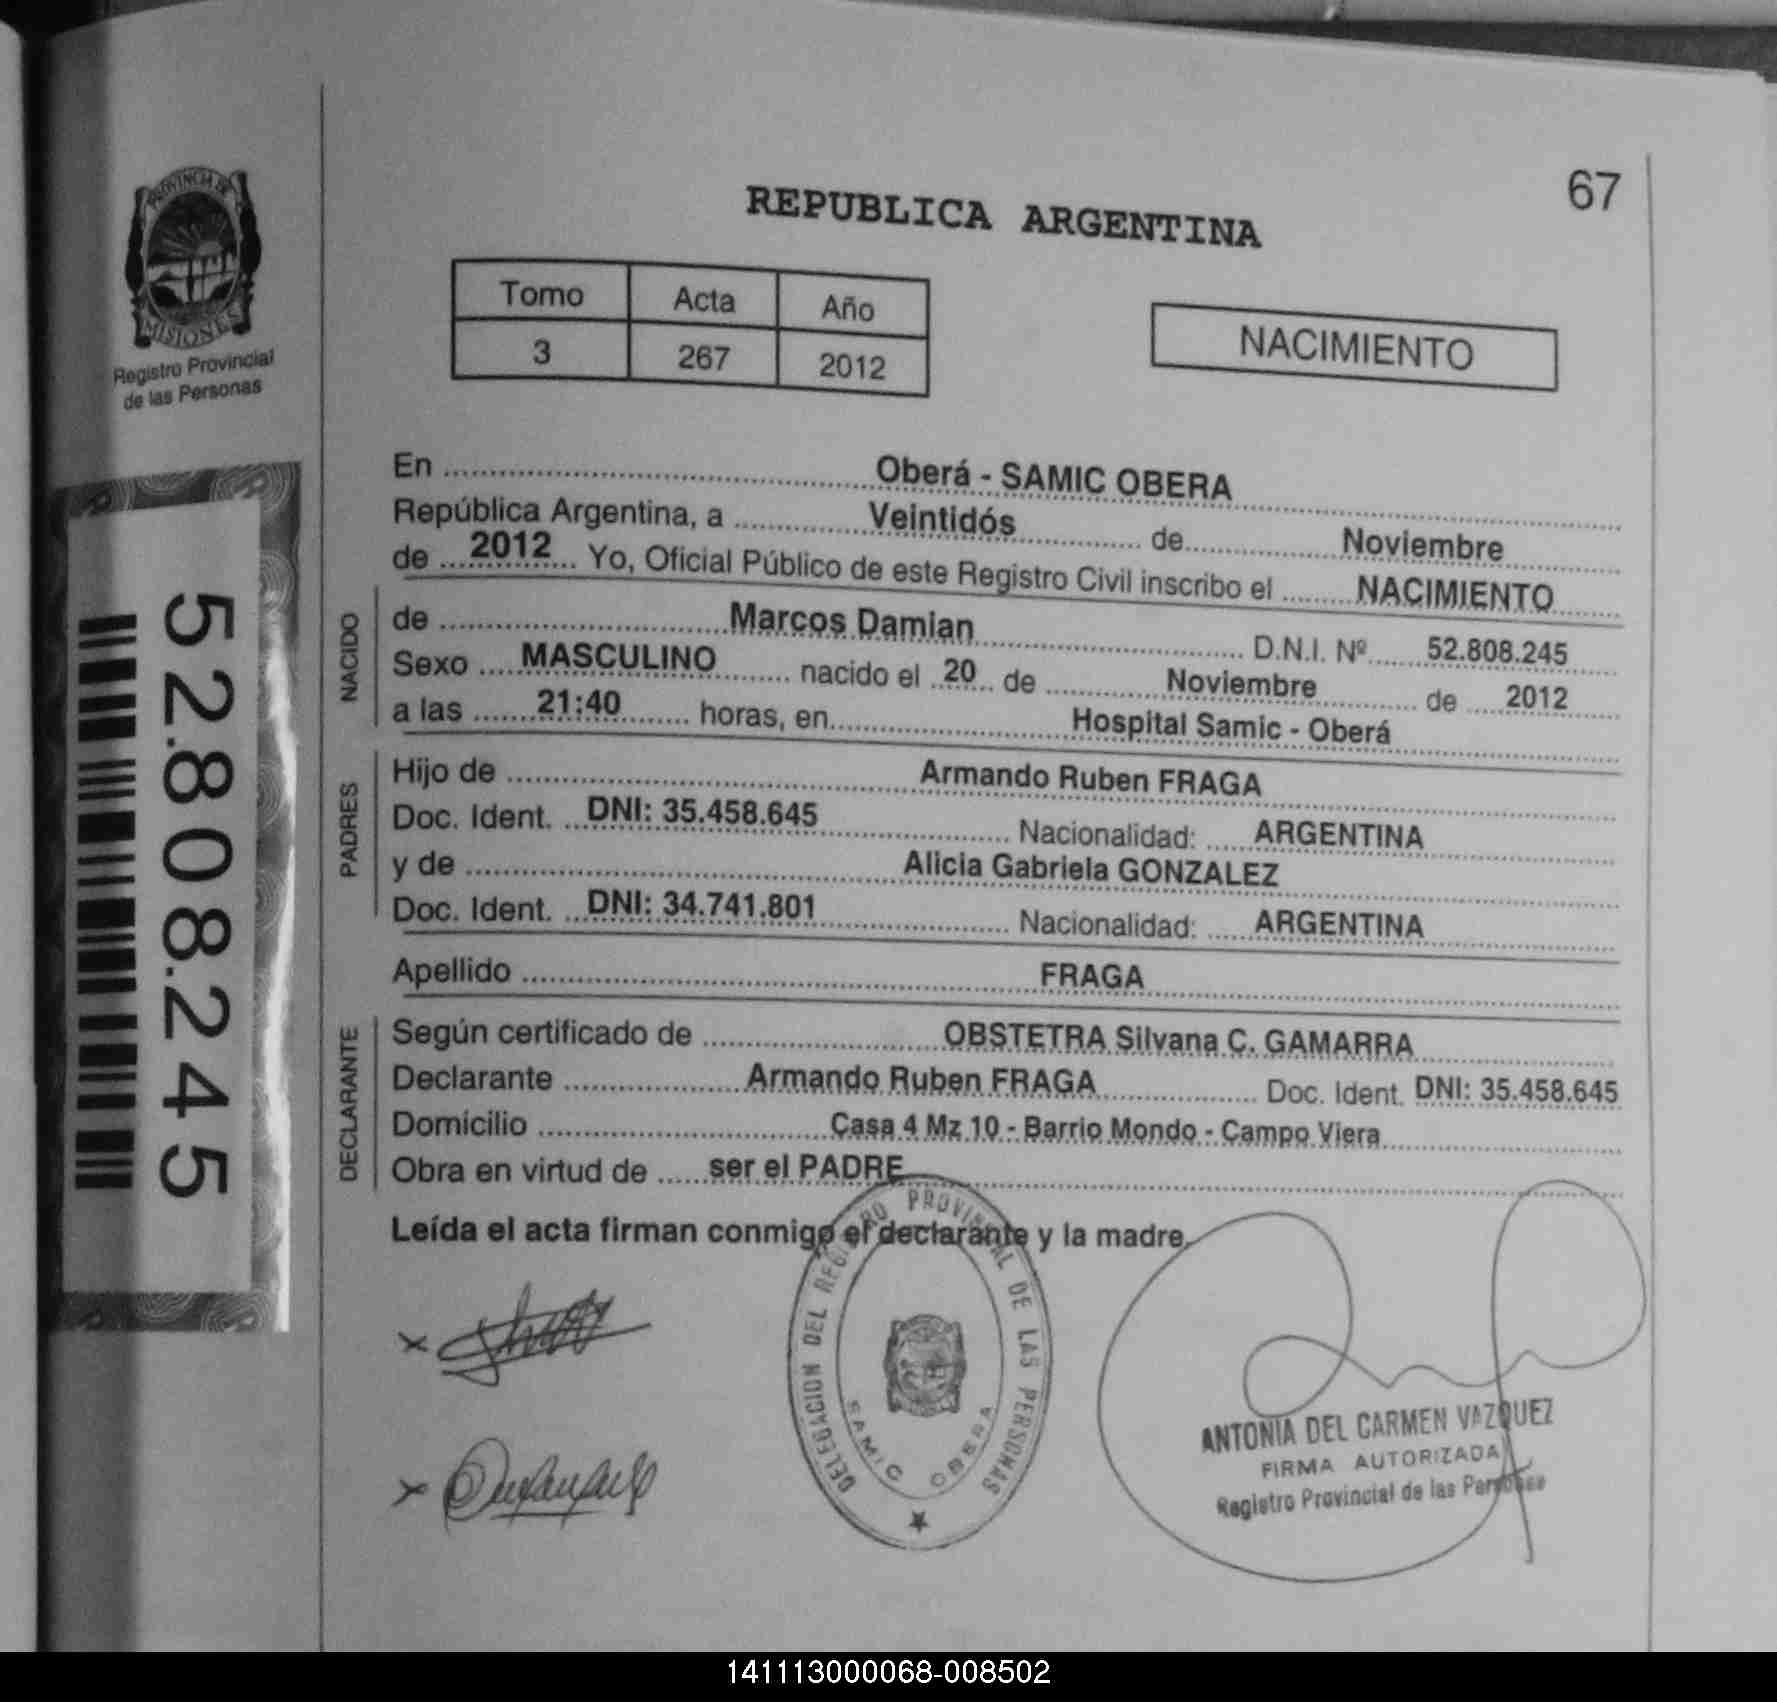 67
PROVINCIA DE
MISIONES
Registro Provincial
de las Personas
REPUBLICA ARGENTINA
Tomo Acta Año
3 267 2012
NACIMIENTO
En Oberá - SAMIC OBERA
República Argentina, a Veintidós de Noviembre
de 2012 Yo, Oficial Público de este Registro Civil inscribo el NACIMIENTO
NACIDO
de Marcos Damian D.N.I. Nº 52.808.245
Sexo MASCULINO nacido el 20 de Noviembre de 2012
a las 21:40 horas, en Hospital Samic - Oberá
PADRES
Hijo de Armando Ruben FRAGA
Doc. Ident. DNI: 35.458.645 Nacionalidad: ARGENTINA
y de Alicia Gabriela GONZALEZ
Doc. Ident. DNI: 34.741.801 Nacionalidad: ARGENTINA
Apellido FRAGA
DECLARANTE
Según certificado de OBSTETRA Silvana C. GAMARRA
Declarante Armando Ruben FRAGA Doc. Ident. DNI: 35.458.645
Domicilio Casa 4 Mz 10 - Barrio Mondo - Campo Viera
Obra en virtud de ser el PADRE
Leída el acta firman conmigo el declarante y la madre.
52.808.245
DELEGACION DEL REGISTRO PROVINCIAL DE LAS PERSONAS
SAMIC OBERA
ANTONIA DEL CARMEN VAZQUEZ
FIRMA AUTORIZADA
Registro Provincial de las Personas
141113000068-008502